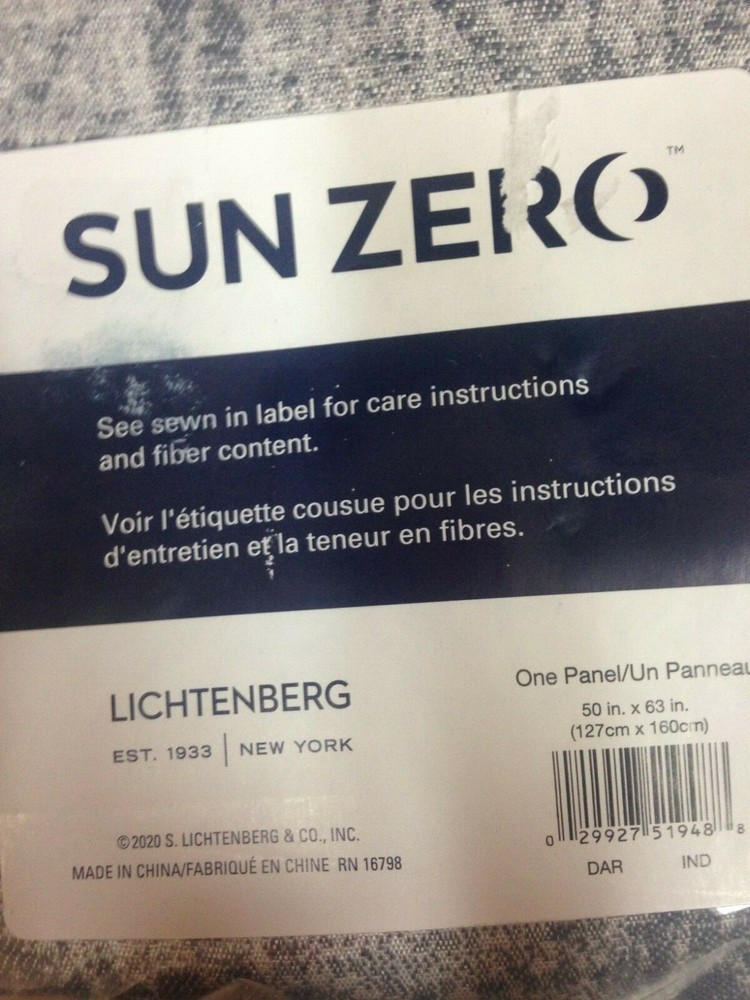 SUN ZERO™
See sewn in label for care instructions
and fiber content.
Voir l'étiquette cousue pour les instructions
d'entretien et la teneur en fibres.
LICHTENBERG
EST. 1933 | NEW YORK
©2020 S. LICHTENBERG & CO., INC.
MADE IN CHINA/FABRIQUÉ EN CHINE RN 16798
One Panel/Un Panneau
50 in. x 63 in.
(127cm x 160cm)
0 29927 51948 8
DAR IND